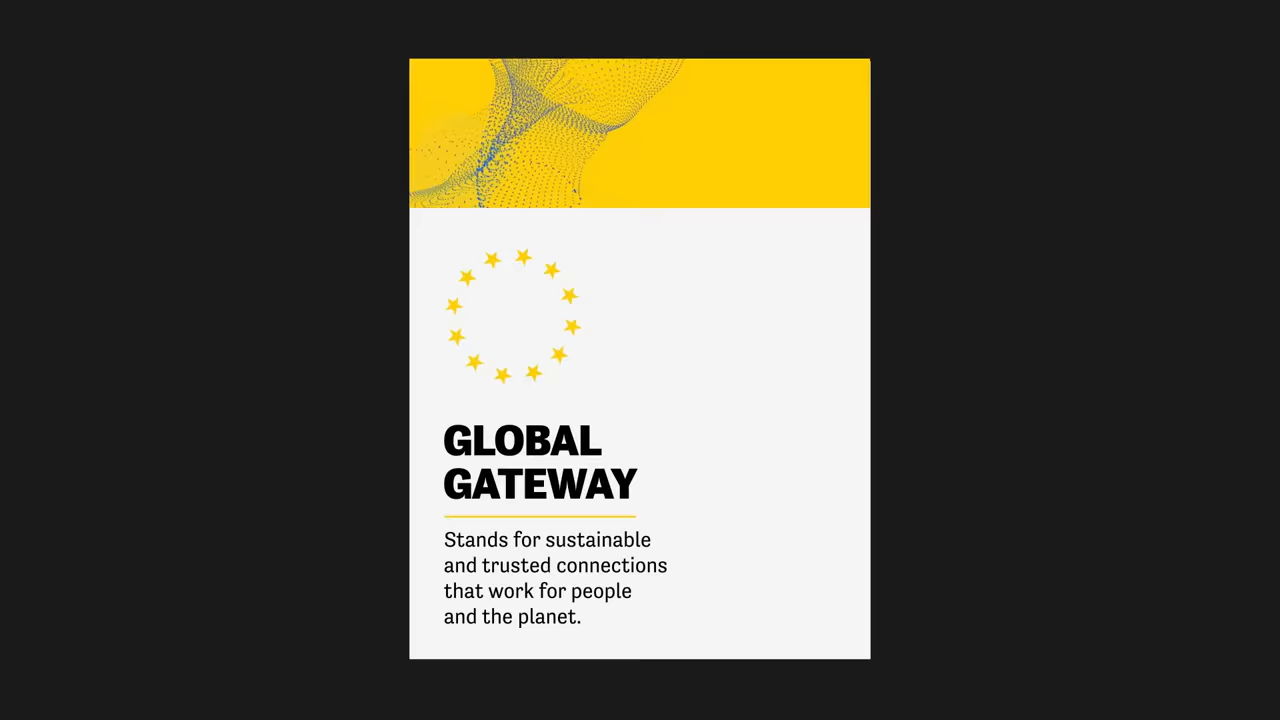 GLOBAL
GATEWAY
Stands for sustainable
and trusted connections
that work for people
and the planet.